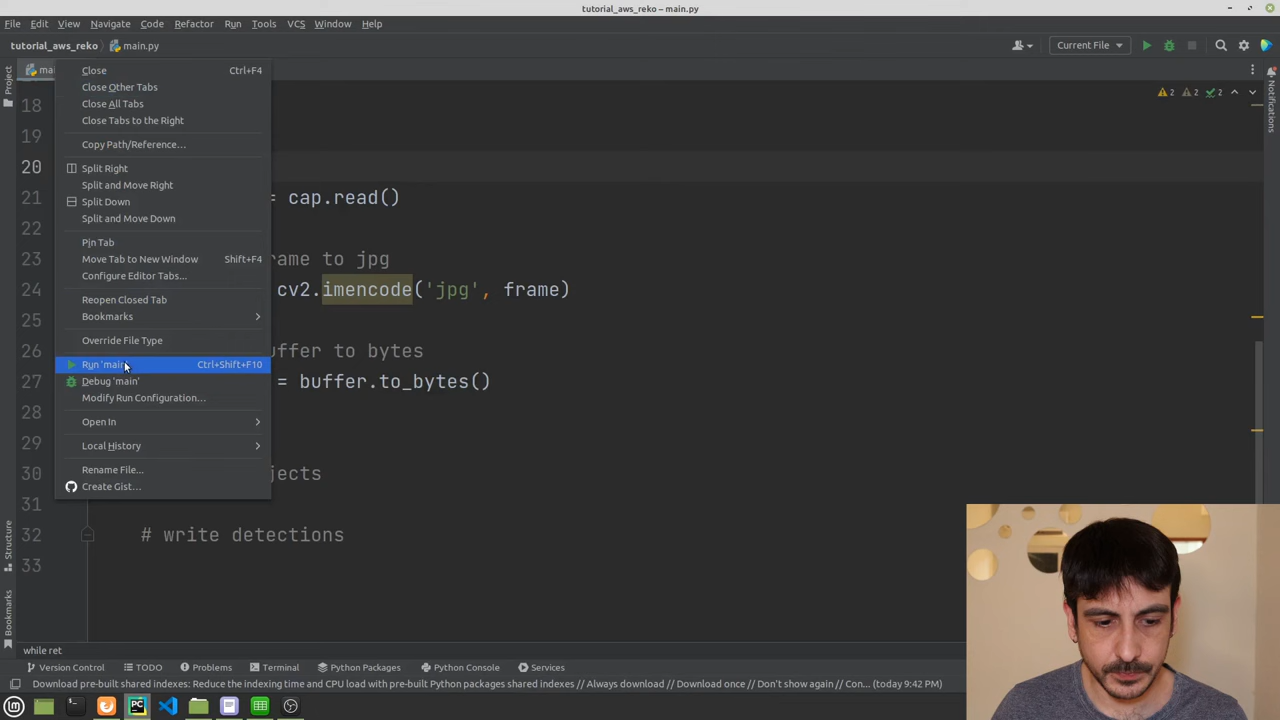 tutorial_aws_reko – main.py
File Edit View Navigate Code Refactor Run Tools VCS Window Help
tutorial_aws_reko main.py Current File
Project
Close Ctrl+F4
Close Other Tabs
Close All Tabs
Close Tabs to the Right
Copy Path/Reference...
Split Right
Split and Move Right
Split Down
Split and Move Down
Pin Tab
Move Tab to New Window Shift+F4
Configure Editor Tabs...
Reopen Closed Tab
Bookmarks
Override File Type
Run 'main' Ctrl+Shift+F10
Debug 'main'
Modify Run Configuration...
Open In
Local History
Rename File...
Create Gist...
2 2 2
Notifications
18
19
20
21 = cap.read()
22
23 rame to jpg
24 cv2.imencode('jpg', frame)
25
26 uffer to bytes
27 = buffer.to_bytes()
28
29
30 jects
31
32 # write detections
33
Structure
Bookmarks
while ret
Version Control TODO Problems Terminal Python Packages Python Console Services
Download pre-built shared indexes: Reduce the indexing time and CPU load with pre-built Python packages shared indexes // Always download // Download once // Don't show again // Con... (today 9:42 PM)